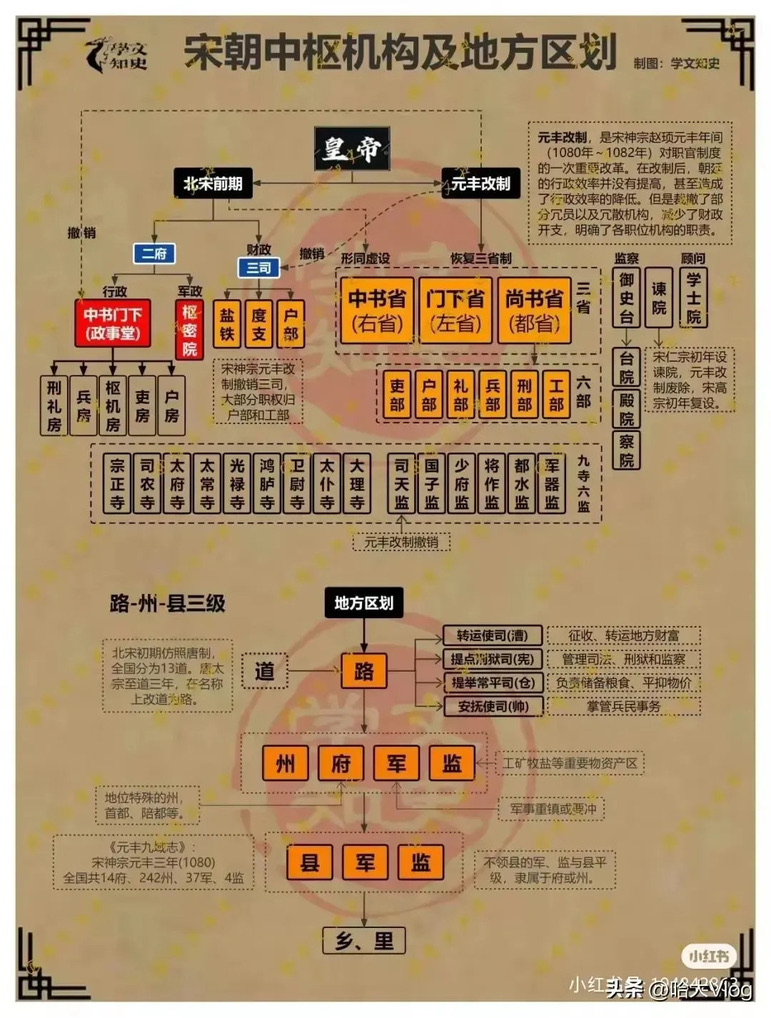 学文
知史
宋朝中枢机构及地方区划
制图：学文知史
皇帝
北宋前期
元丰改制
元丰改制，是宋神宗赵顼元丰年间
（1080年～1082年）对职官制度
的一次重要改革。在改制后，朝廷
的行政效率并没有提高，甚至造成
了行政效率的降低。但是裁撤了部
分冗员以及冗散机构，减少了财政
开支，明确了各职位机构的职责。
撤销
二府
财政
三司
撤销
形同虚设
恢复三省制
行政
中书门下
(政事堂)
军政
枢密院
盐铁
度支
户部
中书省
(右省)
门下省
(左省)
尚书省
(都省)
三省
监察
御史台
谏院
顾问
学士院
刑礼房
兵房
枢机房
吏房
户房
宋神宗元丰改
制撤销三司，
大部分职权归
户部和工部
吏部
户部
礼部
兵部
刑部
工部
六部
台院
殿院
察院
宋仁宗初年设
谏院，元丰改
制废除，宋高
宗初年复设。
宗正寺
司农寺
太府寺
太常寺
光禄寺
鸿胪寺
卫尉寺
太仆寺
大理寺
司天监
国子监
少府监
将作监
都水监
军器监
九寺六监
元丰改制撤销
路-州-县三级
地方区划
北宋初期仿照唐制，
全国分为13道。唐太
宗至道三年，在名称
上改道为路。
道
路
转运使司(漕)
征收、转运地方财富
提点刑狱司(宪)
管理司法、刑狱和监察
提举常平司(仓)
负责储备粮食、平抑物价
安抚使司(帅)
掌管兵民事务
州
府
军
监
工矿牧盐等重要物资产区
地位特殊的州，
首都、陪都等。
军事重镇或要冲
《元丰九域志》：
宋神宗元丰三年(1080)
全国共14府、242州、37军、4监
县
军
监
不领县的军、监与县平
级，隶属于府或州。
乡、里
小红书
小红书号:
头条 @哈天Vlog